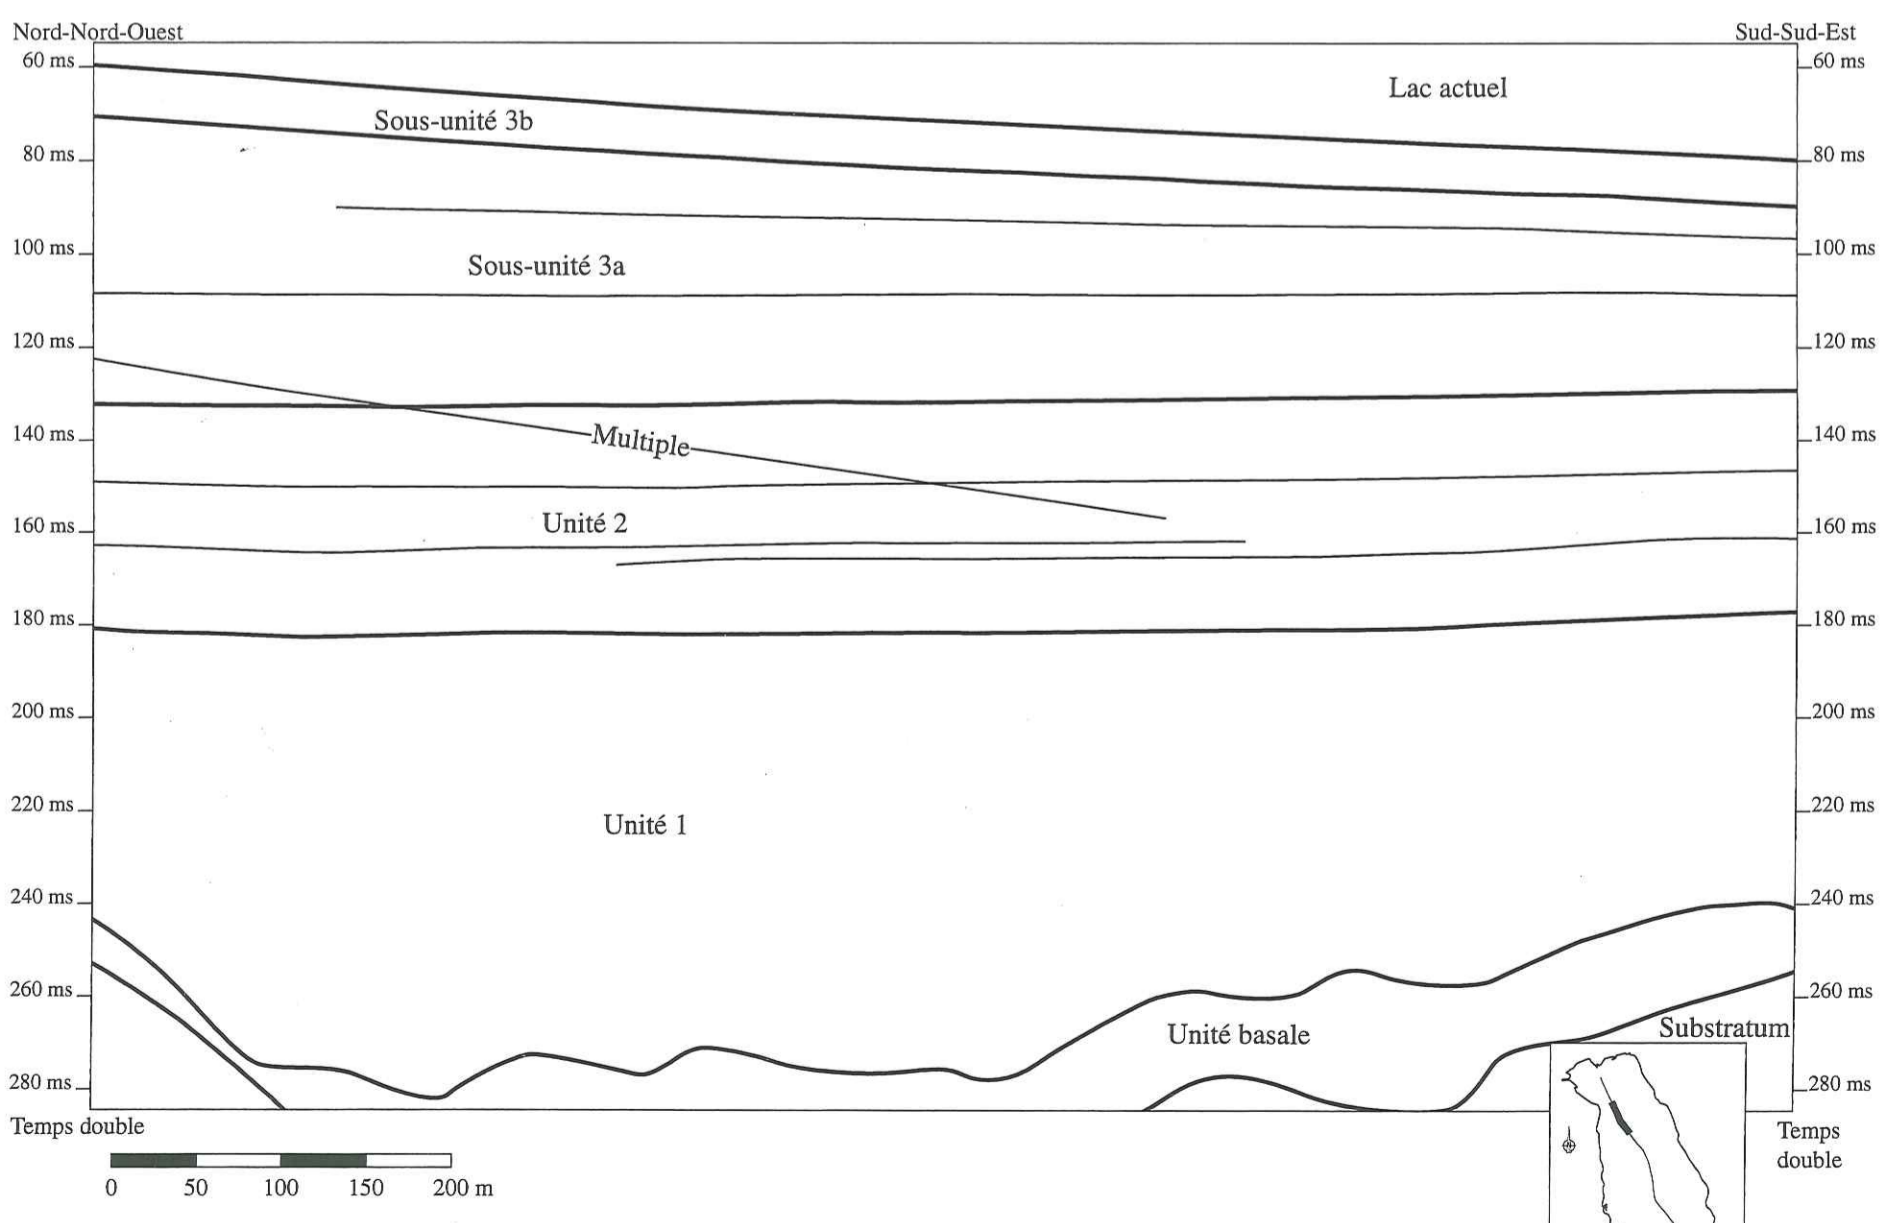 Nord-Nord-Ouest
Sud-Sud-Est
60 ms
60 ms
Lac actuel
Sous-unité 3b
80 ms
80 ms
100 ms
100 ms
Sous-unité 3a
120 ms
120 ms
140 ms
Multiple
140 ms
160 ms
Unité 2
160 ms
180 ms
180 ms
200 ms
200 ms
220 ms
220 ms
Unité 1
240 ms
240 ms
260 ms
260 ms
Unité basale
Substratum
280 ms
280 ms
Temps double
Temps
double
0 50 100 150 200 m